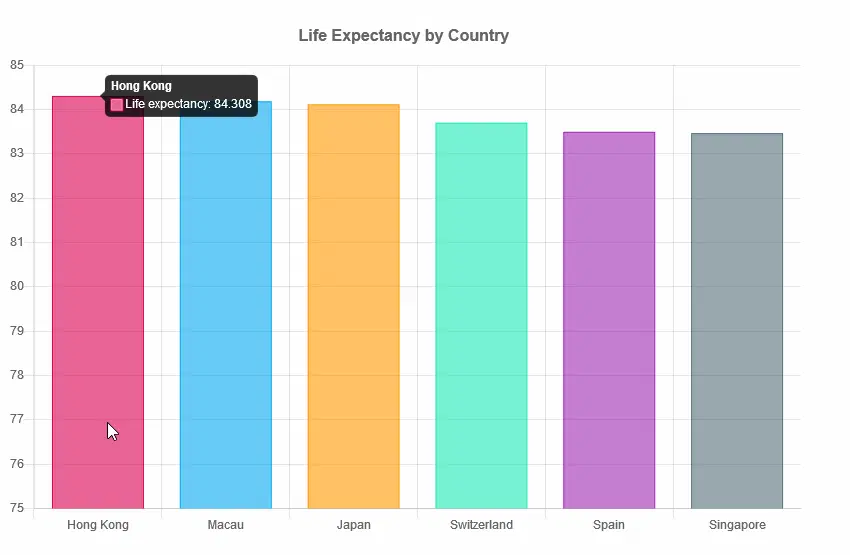 Life Expectancy by Country
85
Hong Kong
Life expectancy: 84.308
84
83
82
81
80
79
78
77
76
75
Hong Kong Macau Japan Switzerland Spain Singapore